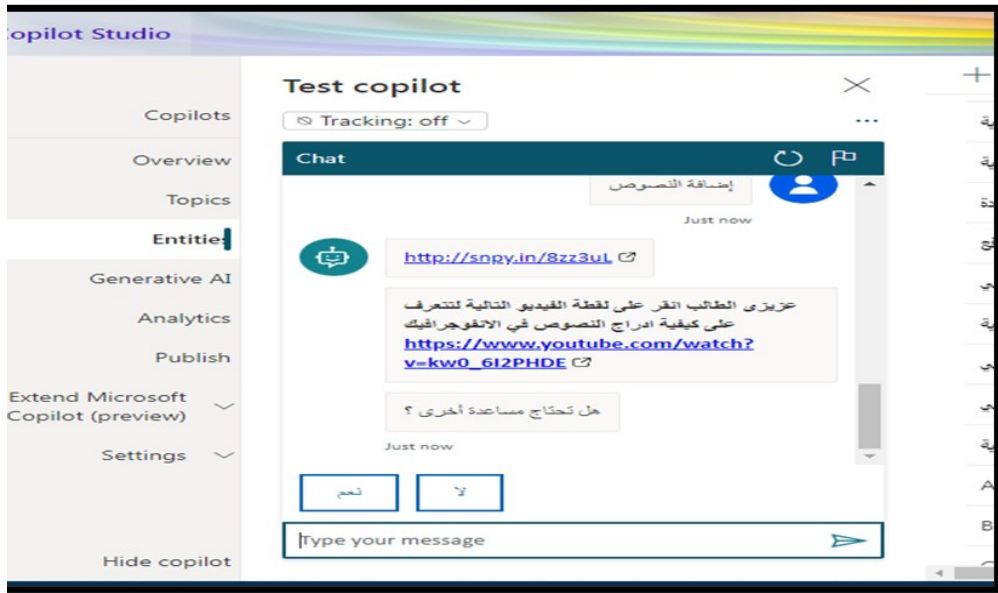 opilot Studio
Copilots
Overview
Topics
Entities
Generative AI
Analytics
Publish
Extend Microsoft
Copilot (preview)
Settings
Hide copilot
Test copilot
Tracking: off
Chat
إضافة النصوص
Just now
http://snpy.in/8zz3uL
عزيزى الطالب انقر على لقطة الفيديو التالية لتتعرف
على كيفية ادراج النصوص في الانفوجرافيك
https://www.youtube.com/watch?
v=kw0_6I2PHDE
هل تحتاج مساعدة أخرى ؟
Just now
نعم
لا
Type your message
A
B